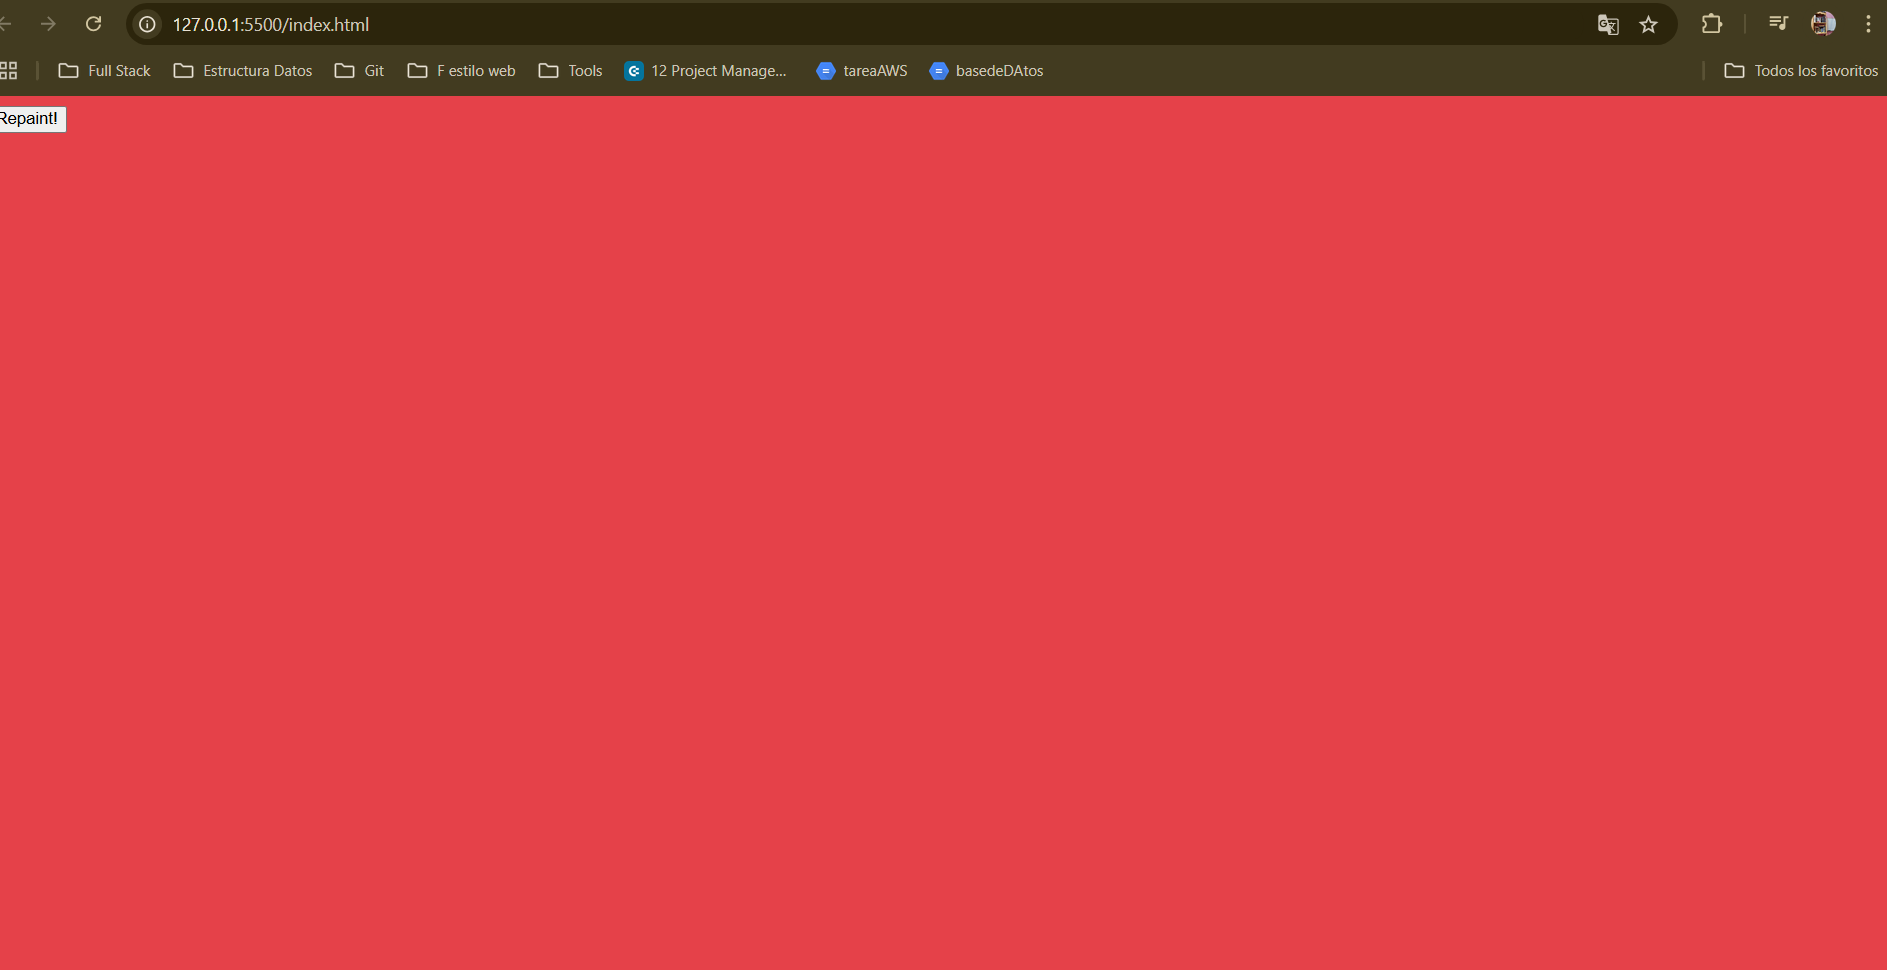 127.0.0.1:5500/index.html
Full Stack Estructura Datos Git F estilo web Tools 12 Project Manage... tareaAWS basedeDAtos Todos los favoritos
Repaint!